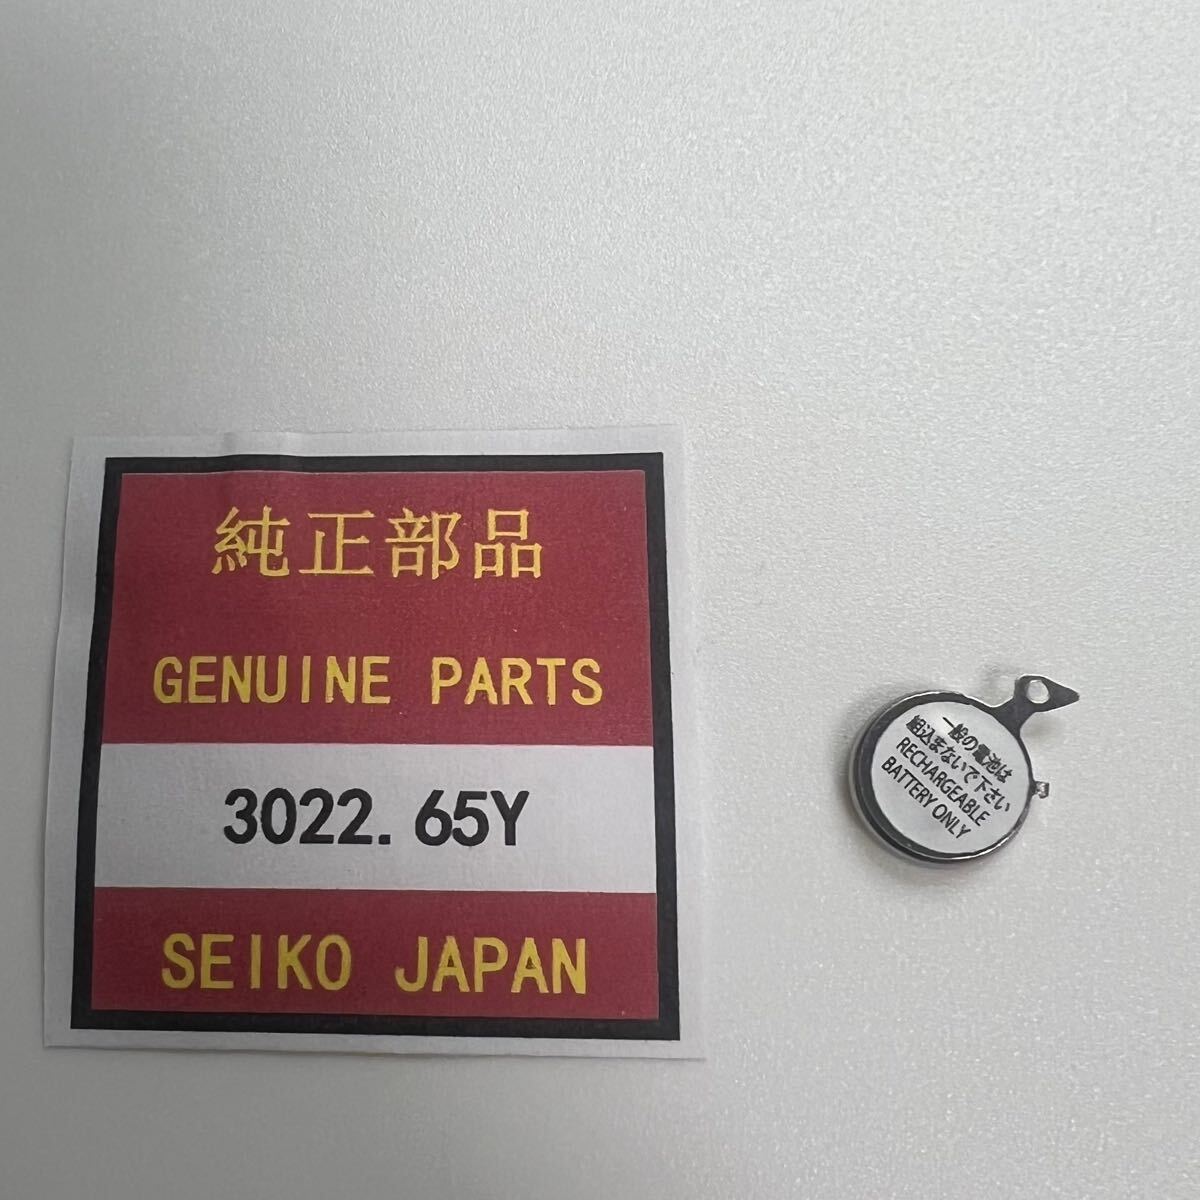 純正部品
GENUINE PARTS
3022.65Y
SEIKO JAPAN
一般の電池は
組込まないで下さい
RECHARGEABLE
BATTERY ONLY